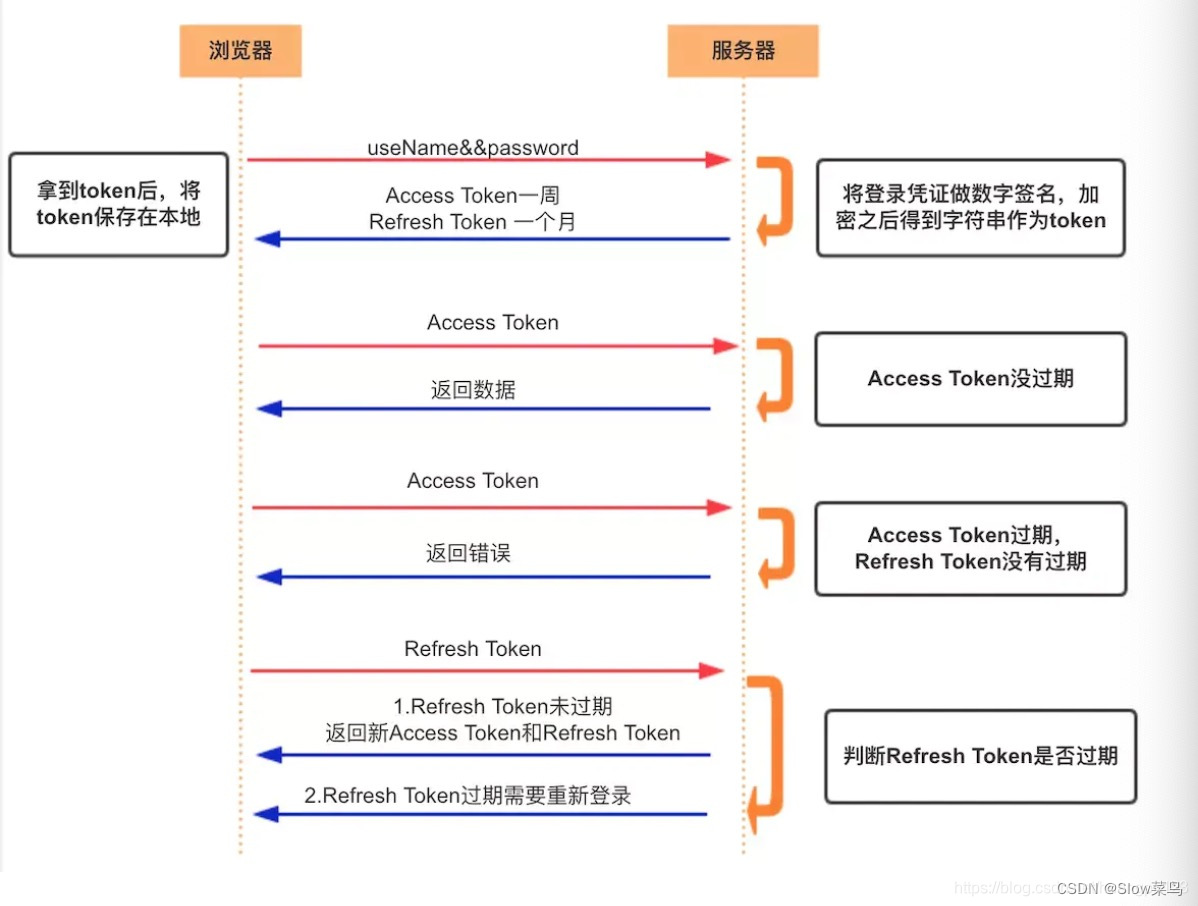 浏览器
服务器
useName&&password
拿到token后，将
token保存在本地
Access Token一周
Refresh Token 一个月
将登录凭证做数字签名，加
密之后得到字符串作为token
Access Token
返回数据
Access Token没过期
Access Token
返回错误
Access Token过期，
Refresh Token没有过期
Refresh Token
1.Refresh Token未过期
返回新Access Token和Refresh Token
2.Refresh Token过期需要重新登录
判断Refresh Token是否过期
https://blog.cs
CSDN @Slow菜鸟